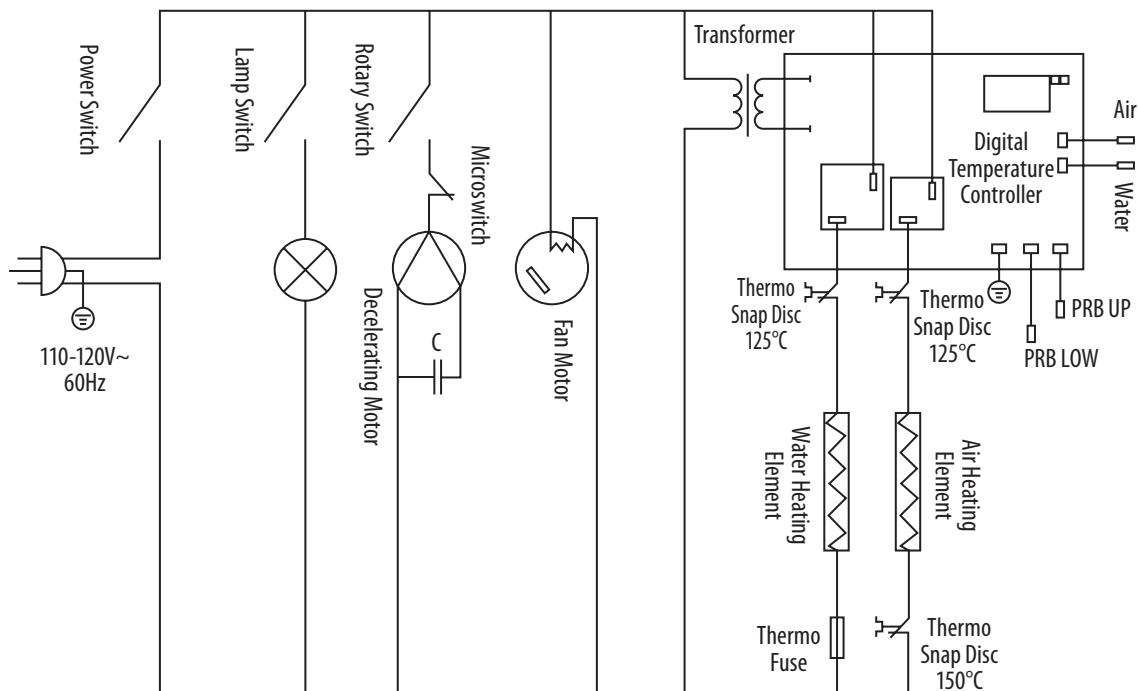 Power Switch
Lamp Switch
Rotary Switch
Microswitch
Transformer
Digital
Temperature
Controller
Air
Water
110-120V~
60Hz
Decelerating Motor
C
Fan Motor
Thermo
Snap Disc
125°C
Thermo
Snap Disc
125°C
PRB UP
PRB LOW
Water Heating
Element
Air Heating
Element
Thermo
Fuse
Thermo
Snap Disc
150°C